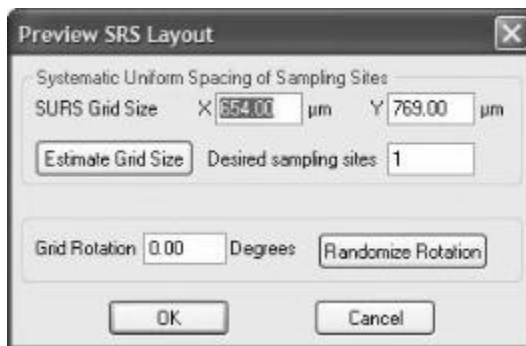 Preview SRS Layout
Systematic Uniform Spacing of Sampling Sites
SURS Grid Size X 654.00 µm Y 769.00 µm
Estimate Grid Size Desired sampling sites 1
Grid Rotation 0.00 Degrees Randomize Rotation
OK Cancel